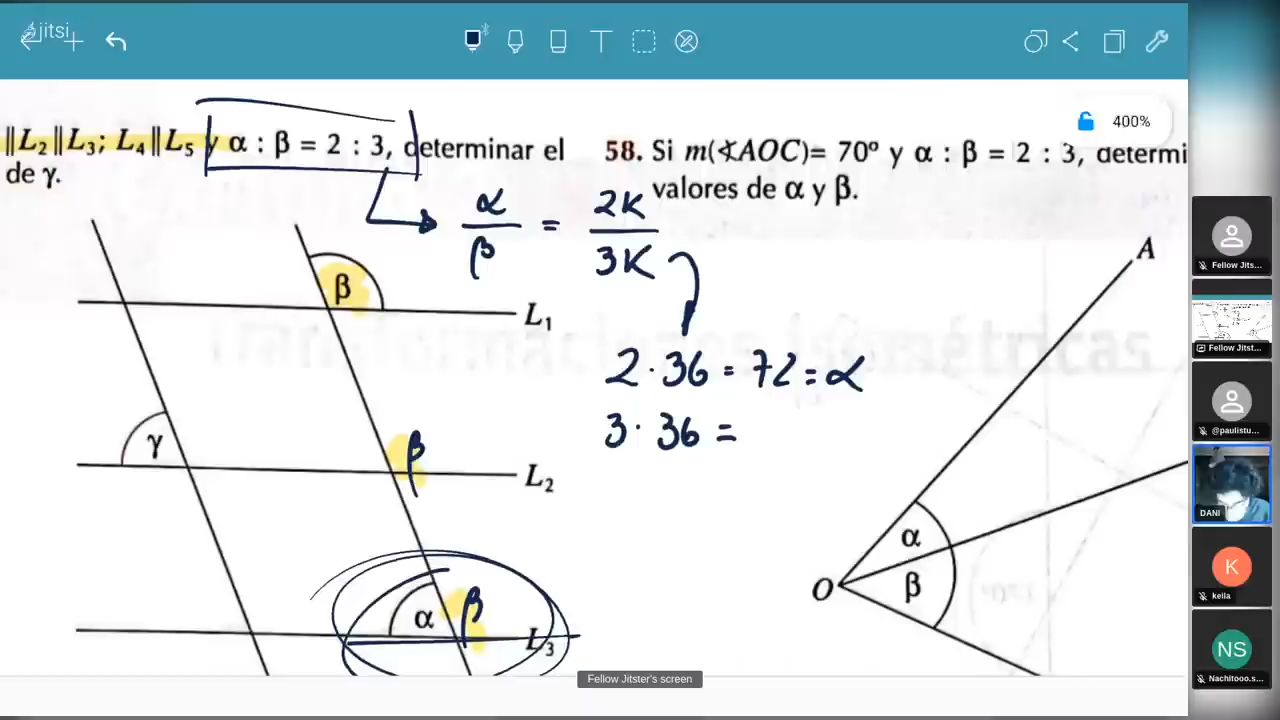 jitsi
400%
∥L₂∥L₃; L₄∥L₅ y α : β = 2 : 3, determinar el
de γ.
58. Si m(∢AOC)= 70º y α : β = 2 : 3, determi
valores de α y β.
α/β = 2K/3K
β
L₁
2·36=72=α
3·36=
γ
β
L₂
α
β
L₃
A
α
β
O
Fellow Jits...
Fellow Jitst...
@paulistu...
DANI
K
keila
NS
Nachitooo.s...
Fellow Jitster's screen